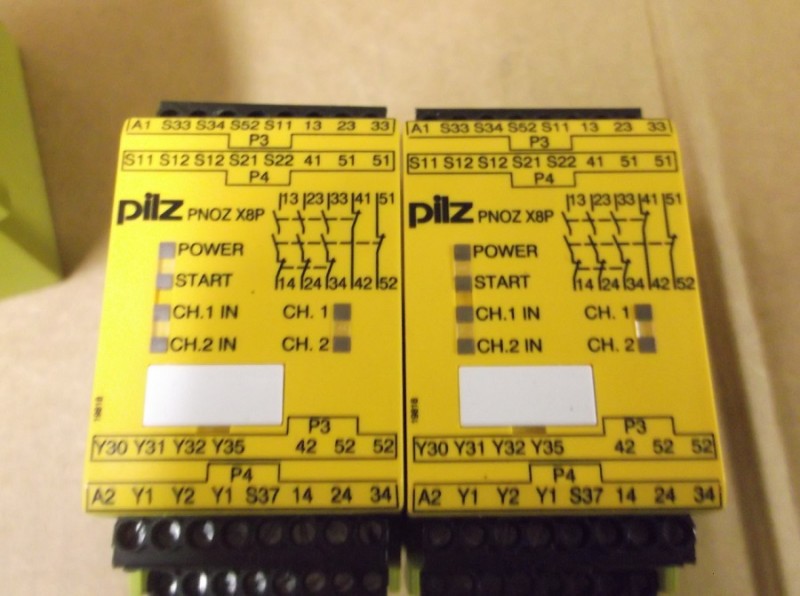 A1 S33 S34 S52 S11 13 23 33
P3
S11 S12 S12 S21 S22 41 51 51
P4
pilz PNOZ X8P
13 23 33 41 51
POWER
START
14 24 34 42 52
CH.1 IN CH. 1
CH.2 IN CH. 2
P3
Y30 Y31 Y32 Y35 42 52 52
P4
A2 Y1 Y2 Y1 S37 14 24 34
A1 S33 S34 S52 S11 13 23 33
P3
S11 S12 S12 S21 S22 41 51 51
P4
pilz PNOZ X8P
13 23 33 41 51
POWER
START
14 24 34 42 52
CH.1 IN CH. 1
CH.2 IN CH. 2
P3
Y30 Y31 Y32 Y35 42 52 52
P4
A2 Y1 Y2 Y1 S37 14 24 34